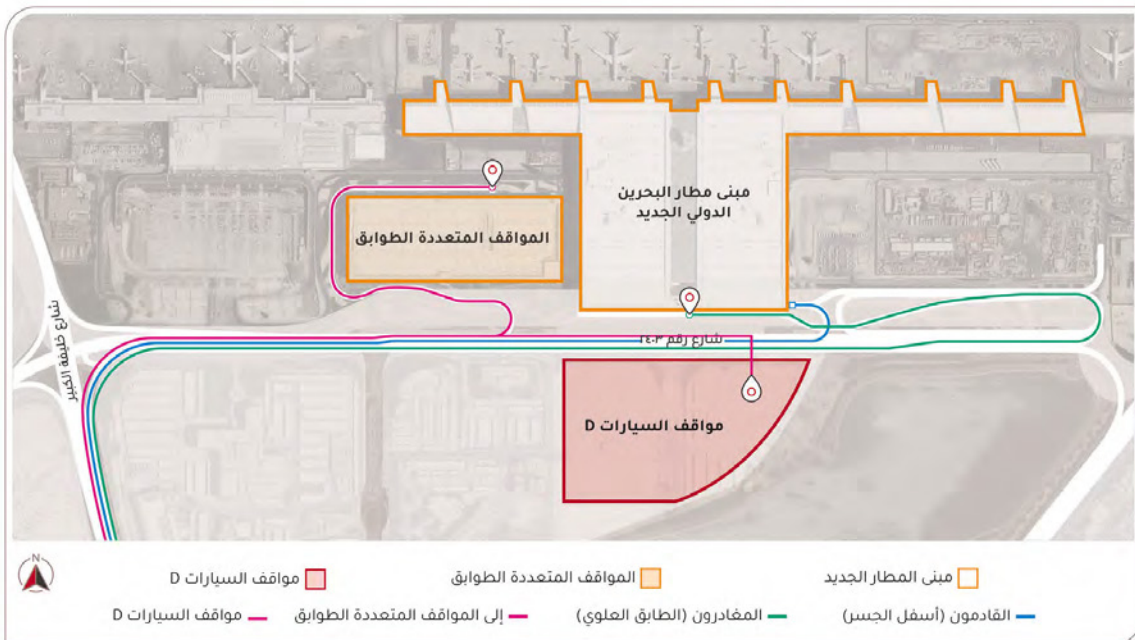 مبنى مطار البحرين
الدولي الجديد
المواقف المتعددة الطوابق
شارع خليفة الكبير
شارع رقم ٢٤٠٣
مواقف السيارات D
N
مبنى المطار الجديد
المواقف المتعددة الطوابق
مواقف السيارات D
القادمون (أسفل الجسر)
المغادرون (الطابق العلوي)
إلى المواقف المتعددة الطوابق
مواقف السيارات D